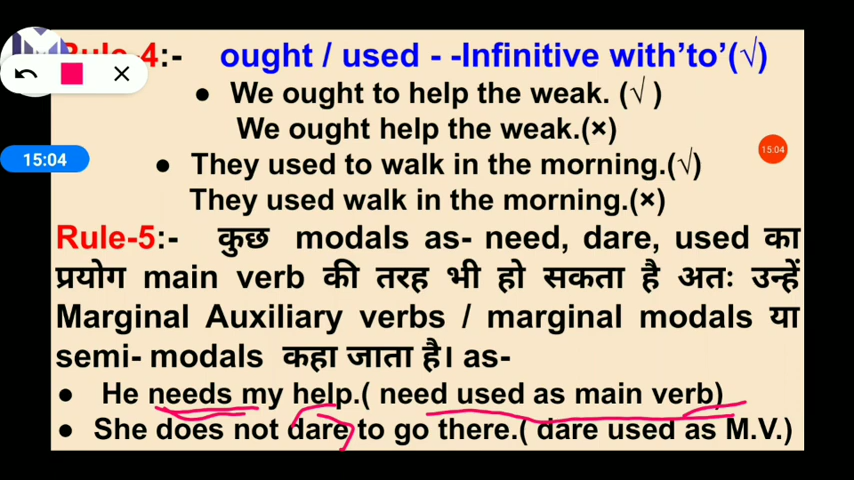 Rule-4:- ought / used - -Infinitive with'to'(√)
● We ought to help the weak. (√ )
We ought help the weak.(×)
15:04
15:04
● They used to walk in the morning.(√)
They used walk in the morning.(×)
Rule-5:- कुछ modals as- need, dare, used का
प्रयोग main verb की तरह भी हो सकता है अतः उन्हें
Marginal Auxiliary verbs / marginal modals या
semi- modals कहा जाता है। as-
● He needs my help.( need used as main verb)
● She does not dare to go there.( dare used as M.V.)